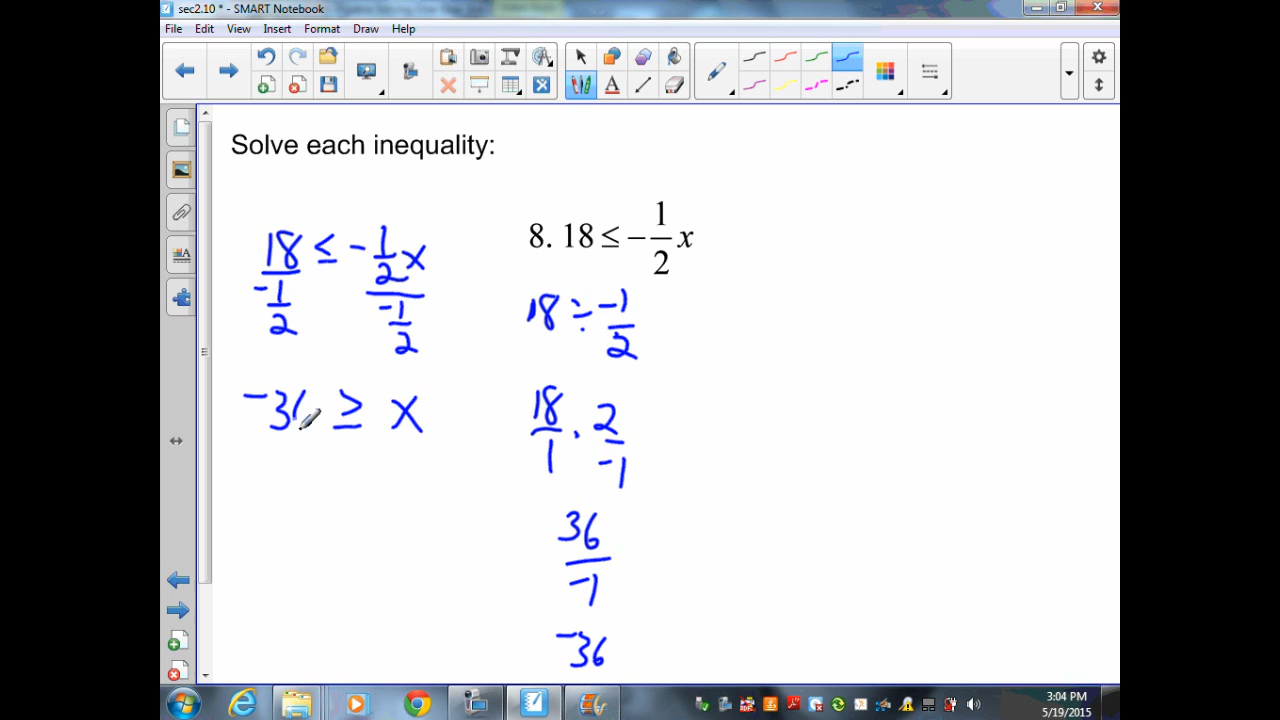 sec2.10 * - SMART Notebook
File Edit View Insert Format Draw Help
Solve each inequality:
8. 18 ≤ −1/2 x
18 ≤ -1/2 x
18 ÷ -1/2
-1/2 -1/2
-36 ≥ x
18/1 · 2/-1
36/-1
-36
3:04 PM
5/19/2015